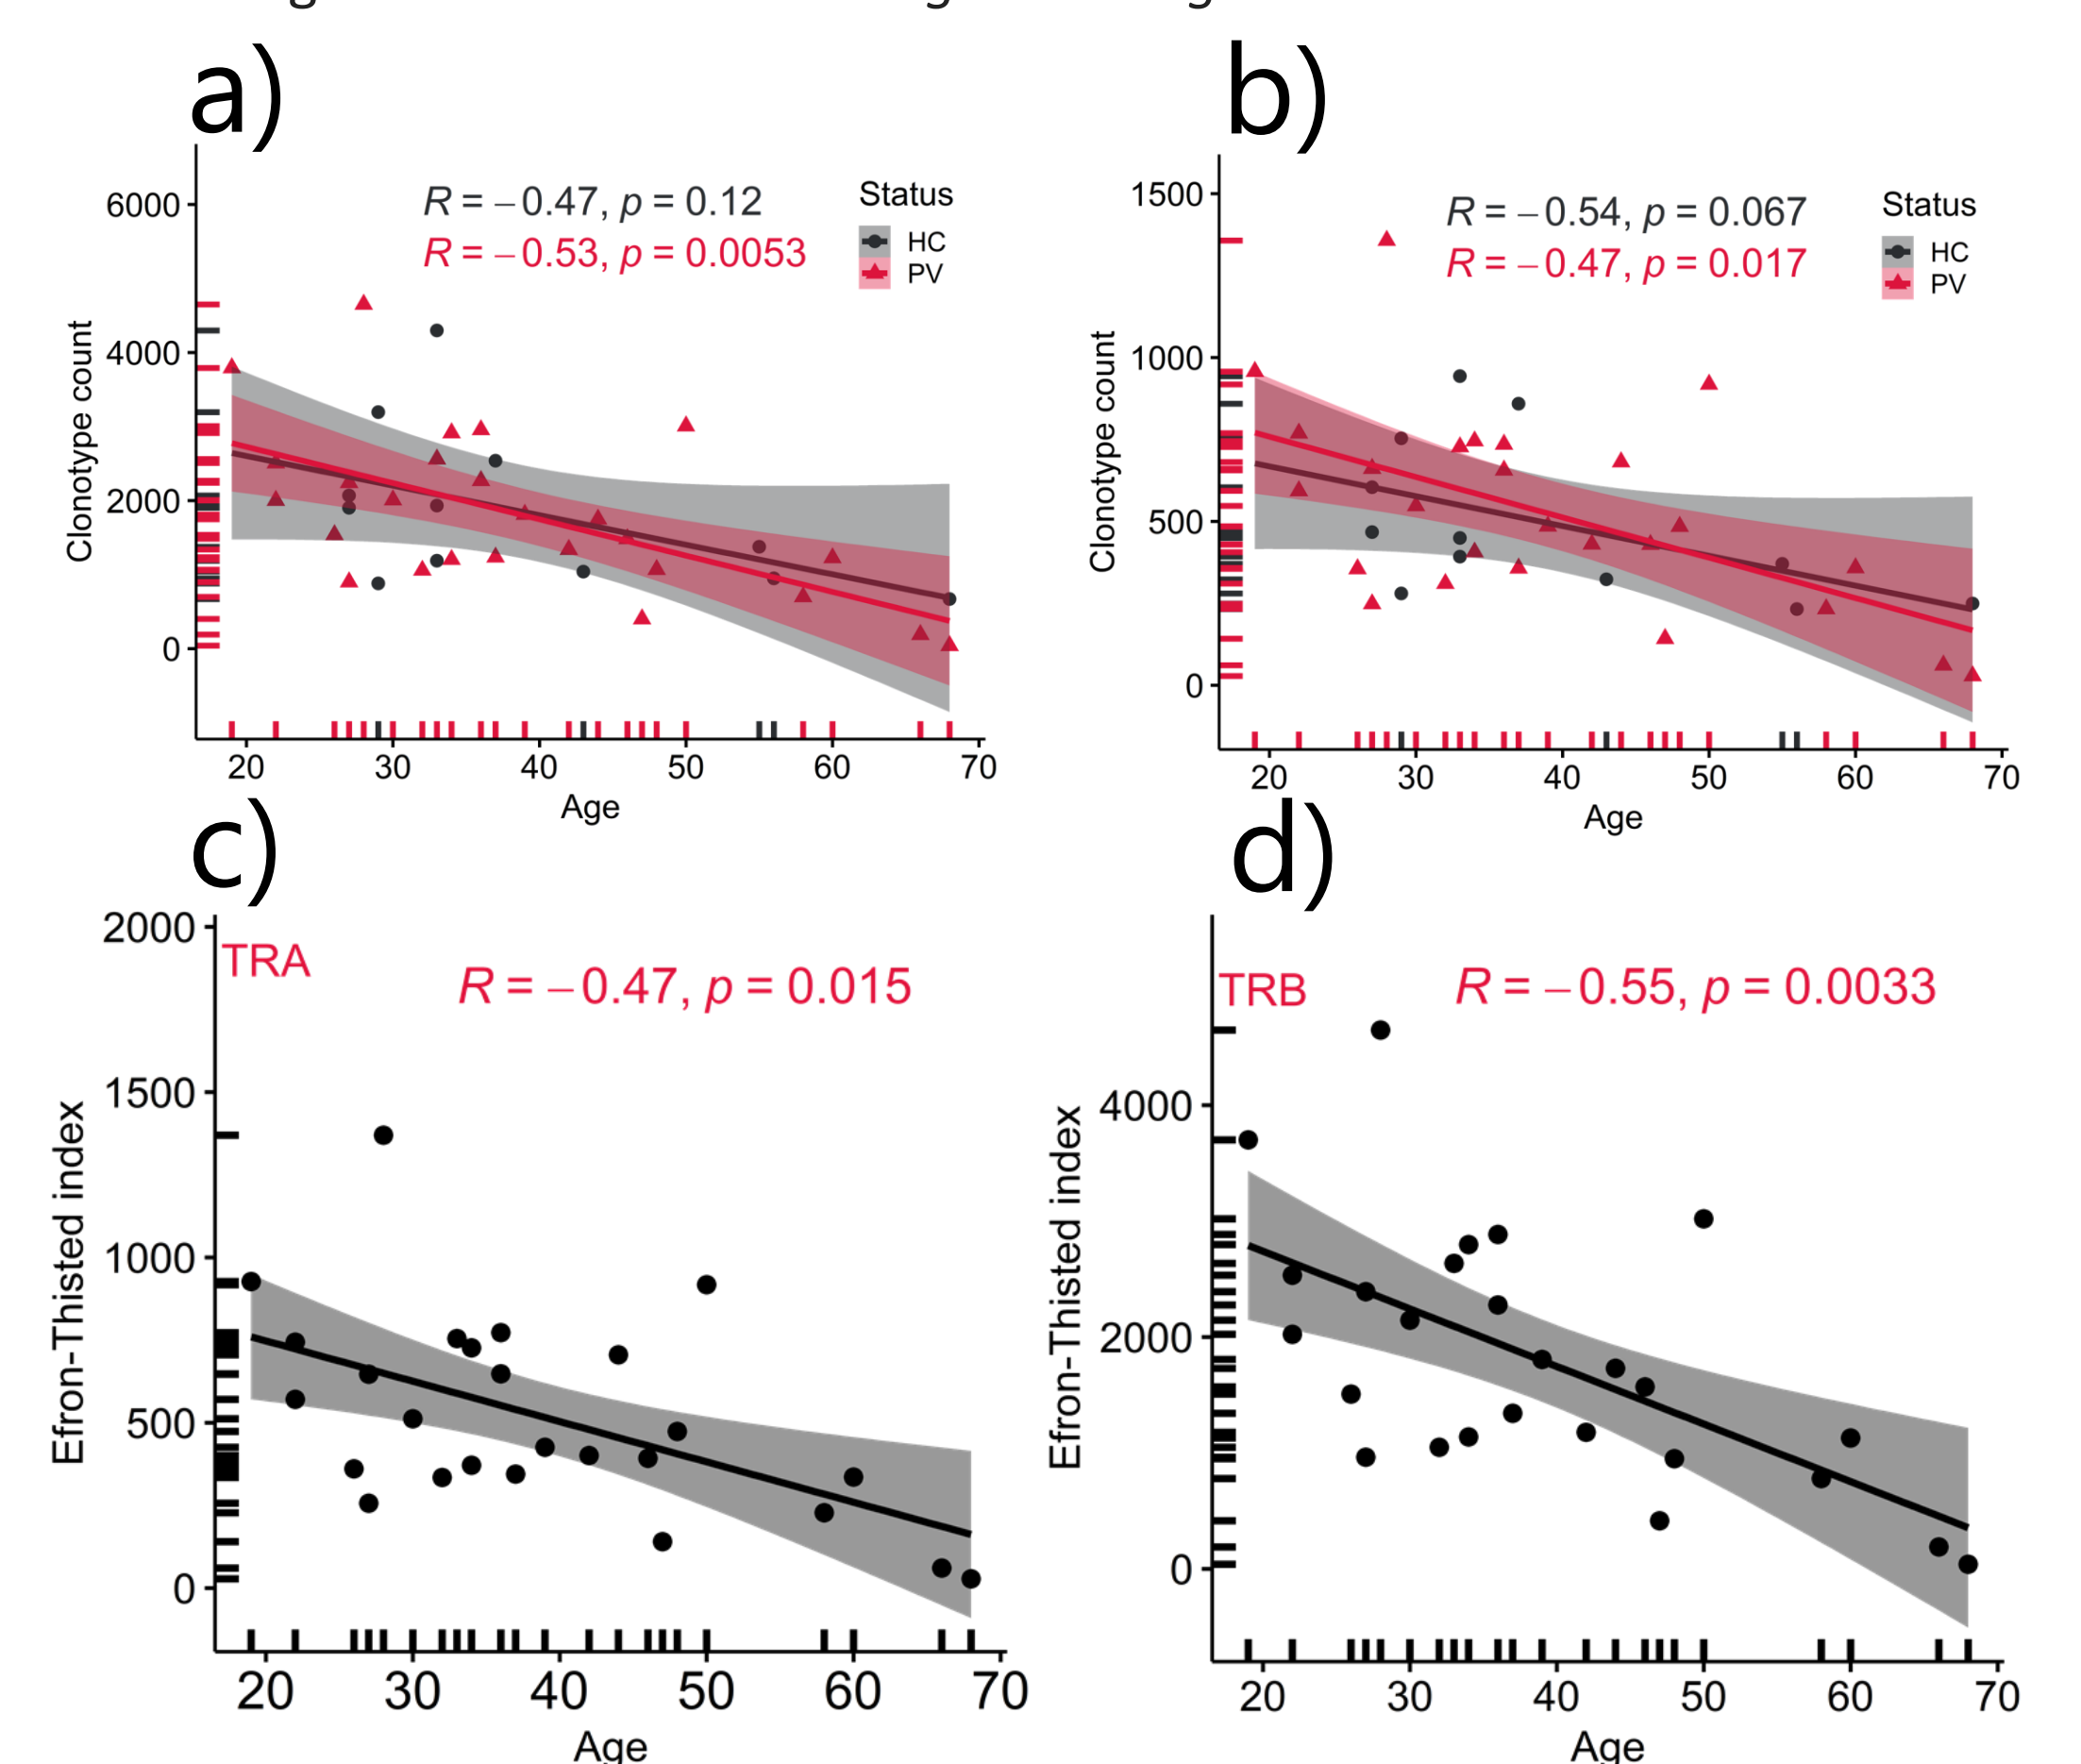 a)
6000
4000
2000
0
Clonotype count
R = −0.47, p = 0.12
R = −0.53, p = 0.0053
Status
HC
PV
20 30 40 50 60 70
Age
b)
1500
1000
500
0
Clonotype count
R = −0.54, p = 0.067
R = −0.47, p = 0.017
Status
HC
PV
20 30 40 50 60 70
Age
c)
2000
1500
1000
500
0
Efron-Thisted index
TRA
R = −0.47, p = 0.015
20 30 40 50 60 70
Age
d)
4000
2000
0
Efron-Thisted index
TRB
R = −0.55, p = 0.0033
20 30 40 50 60 70
Age